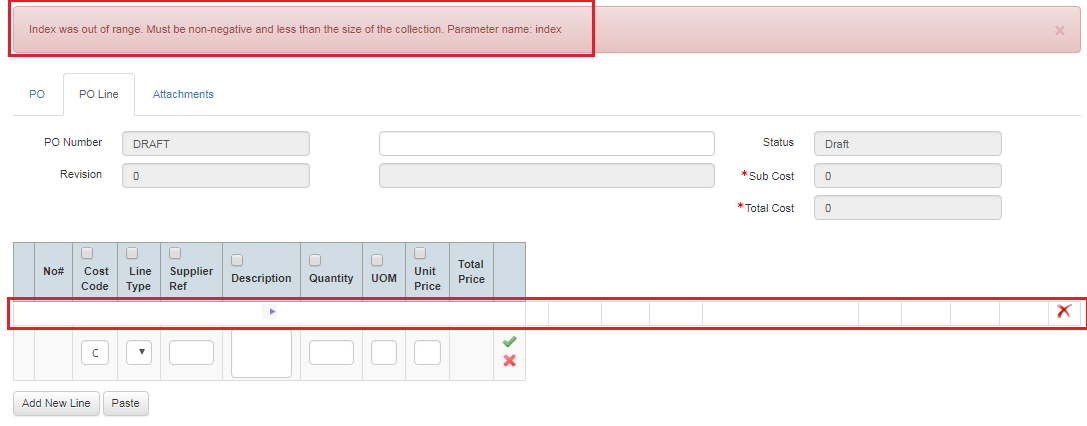 Index was out of range. Must be non-negative and less than the size of the collection. Parameter name: index
×
PO
PO Line
Attachments
PO Number
DRAFT
Status
Draft
Revision
0
*Sub Cost
0
*Total Cost
0
No#
Cost
Code
Line
Type
Supplier
Ref
Description
Quantity
UOM
Unit
Price
Total
Price
C
Add New Line
Paste